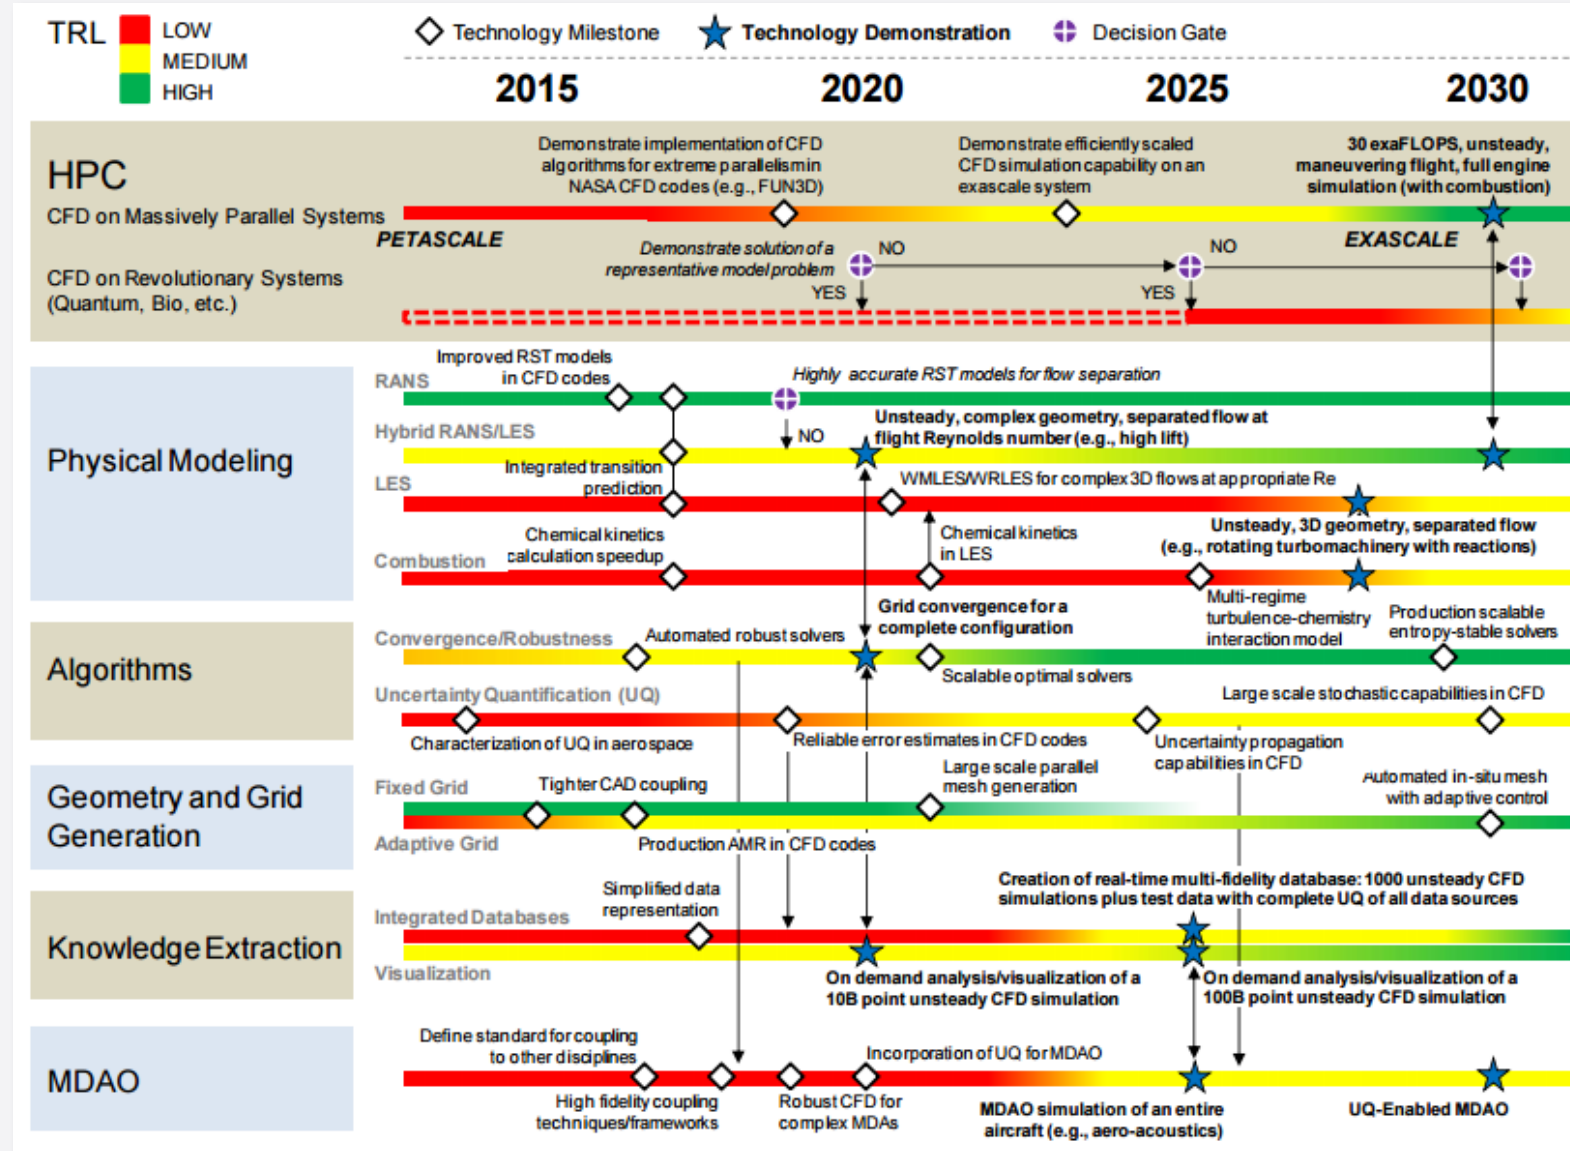 TRL
LOW
MEDIUM
HIGH
Technology Milestone
Technology Demonstration
Decision Gate
2015
2020
2025
2030
HPC
CFD on Massively Parallel Systems
Demonstrate implementation of CFD
algorithms for extreme parallelism in
NASA CFD codes (e.g., FUN3D)
Demonstrate efficiently scaled
CFD simulation capability on an
exascale system
30 exaFLOPS, unsteady,
maneuvering flight, full engine
simulation (with combustion)
PETASCALE
EXASCALE
CFD on Revolutionary Systems
(Quantum, Bio, etc.)
Demonstrate solution of a
representative model problem
NO
YES
NO
YES
Physical Modeling
RANS
Improved RST models
in CFD codes
Highly accurate RST models for flow separation
Hybrid RANS/LES
NO
Unsteady, complex geometry, separated flow at
flight Reynolds number (e.g., high lift)
LES
Integrated transition
prediction
WMLES/WRLES for complex 3D flows at appropriate Re
Unsteady, 3D geometry, separated flow
(e.g., rotating turbomachinery with reactions)
Combustion
Chemical kinetics
calculation speedup
Chemical kinetics
in LES
Multi-regime
turbulence-chemistry
interaction model
Algorithms
Convergence/Robustness
Automated robust solvers
Grid convergence for a
complete configuration
Scalable optimal solvers
Production scalable
entropy-stable solvers
Uncertainty Quantification (UQ)
Characterization of UQ in aerospace
Reliable error estimates in CFD codes
Uncertainty propagation
capabilities in CFD
Large scale stochastic capabilities in CFD
Geometry and Grid
Generation
Fixed Grid
Tighter CAD coupling
Large scale parallel
mesh generation
Automated in-situ mesh
with adaptive control
Adaptive Grid
Production AMR in CFD codes
Knowledge Extraction
Integrated Databases
Simplified data
representation
Creation of real-time multi-fidelity database: 1000 unsteady CFD
simulations plus test data with complete UQ of all data sources
Visualization
On demand analysis/visualization of a
10B point unsteady CFD simulation
On demand analysis/visualization of a
100B point unsteady CFD simulation
MDAO
Define standard for coupling
to other disciplines
High fidelity coupling
techniques/frameworks
Incorporation of UQ for MDAO
Robust CFD for
complex MDAs
MDAO simulation of an entire
aircraft (e.g., aero-acoustics)
UQ-Enabled MDAO